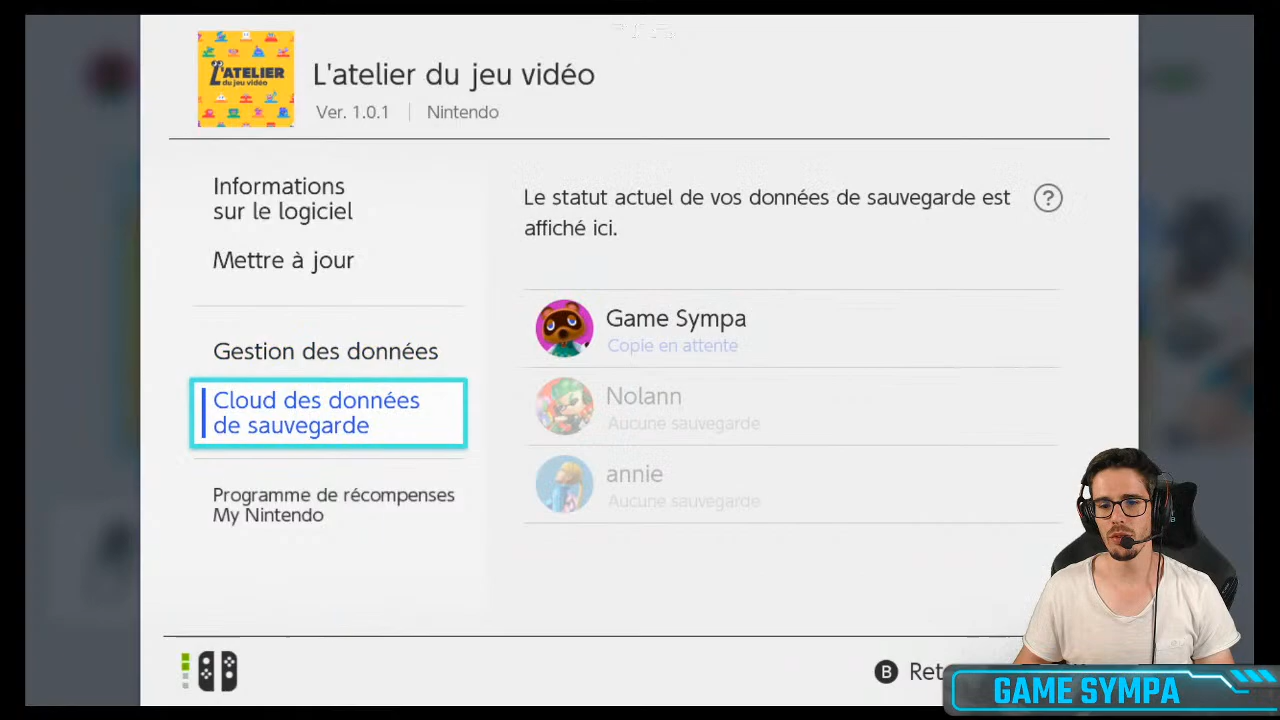 L'ATELIER
du jeu vidéo
L'atelier du jeu vidéo
Ver. 1.0.1
Nintendo
Informations
sur le logiciel
Mettre à jour
Gestion des données
Cloud des données
de sauvegarde
Programme de récompenses
My Nintendo
Le statut actuel de vos données de sauvegarde est
affiché ici.
?
Game Sympa
Copie en attente
Nolann
Aucune sauvegarde
annie
Aucune sauvegarde
B
GAME SYMPA